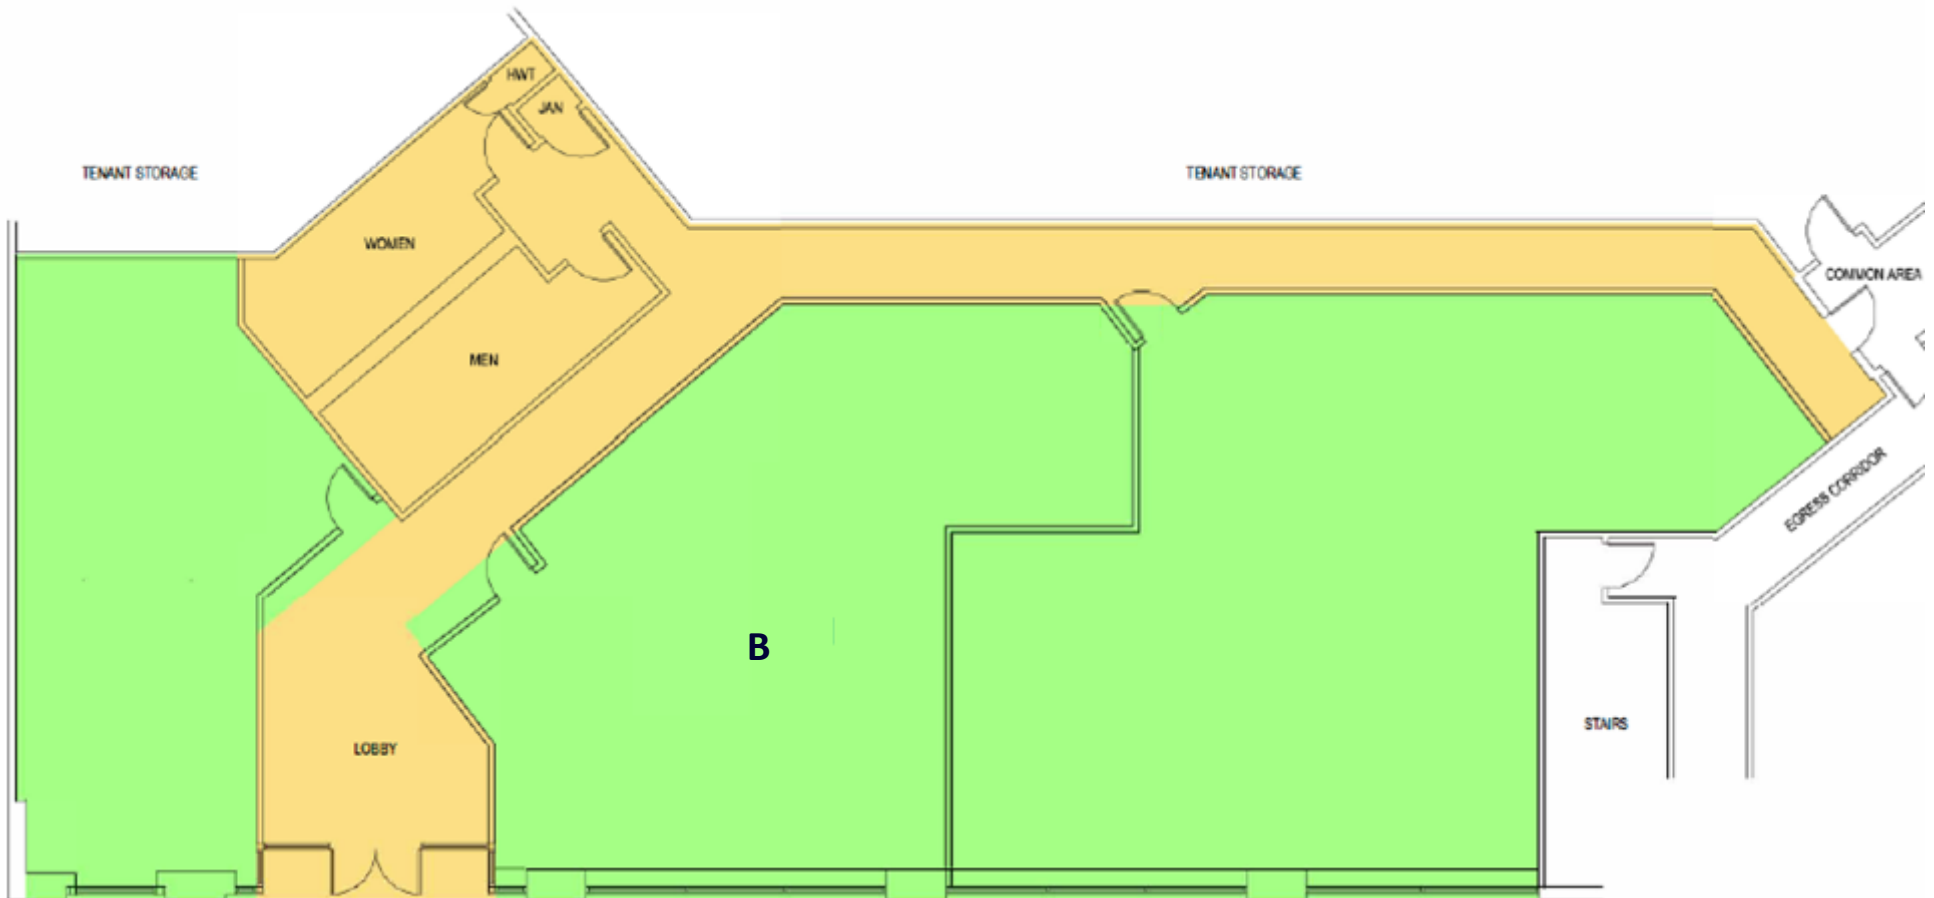 HWT
JAN
TENANT STORAGE
TENANT STORAGE
WOMEN
COMMON AREA
MEN
EGRESS CORRIDOR
B
STAIRS
LOBBY